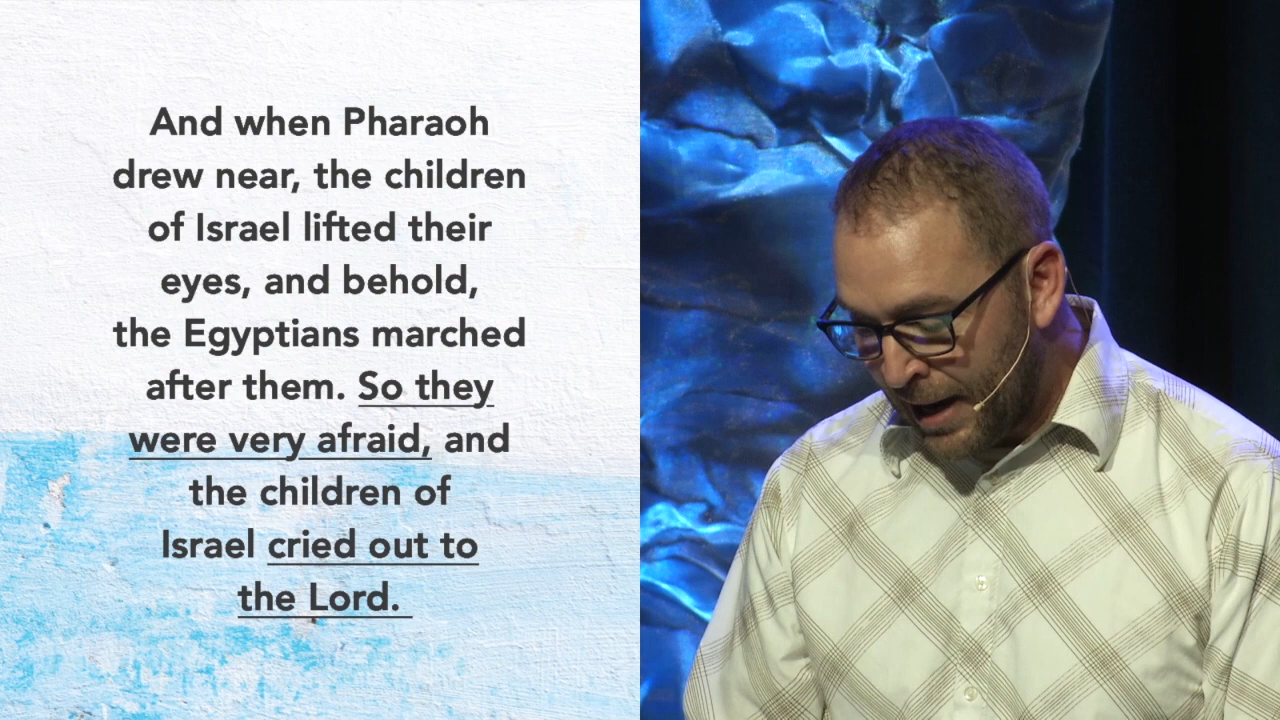 And when Pharaoh
drew near, the children
of Israel lifted their
eyes, and behold,
the Egyptians marched
after them. So they
were very afraid, and
the children of
Israel cried out to
the Lord.